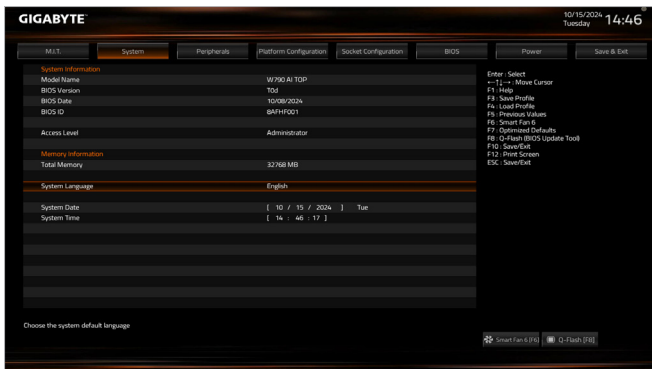 GIGABYTE™
10/15/2024
Tuesday
14:46
M.I.T.
System
Peripherals
Platform Configuration
Socket Configuration
BIOS
Power
Save & Exit
System Information
Model Name W790 AI TOP
BIOS Version T0d
BIOS Date 10/08/2024
BIOS ID 8AFHF001
Access Level Administrator
Memory Information
Total Memory 32768 MB
System Language English
System Date [ 10 / 15 / 2024 ] Tue
System Time [ 14 : 46 : 17 ]
Enter : Select
←↑↓→ : Move Cursor
F1 : Help
F3 : Save Profile
F4 : Load Profile
F5 : Previous Values
F6 : Smart Fan 6
F7 : Optimized Defaults
F8 : Q-Flash (BIOS Update Tool)
F10 : Save/Exit
F12 : Print Screen
ESC : Save/Exit
Choose the system default language
Smart Fan 6 [F6]
Q-Flash [F8]